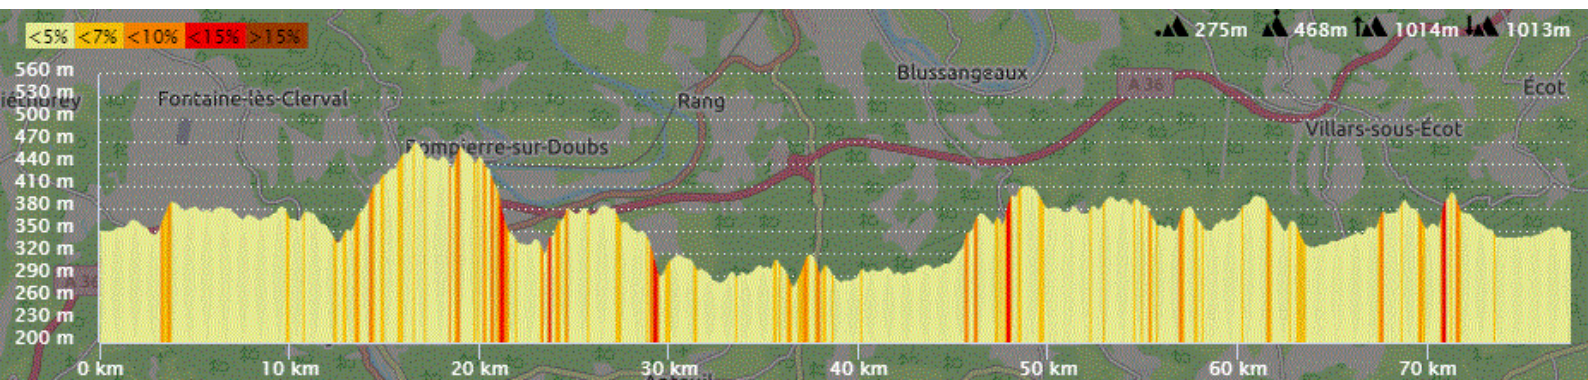 <5% <7% <10% <15% >15%
275m 468m 1014m 1013m
560 m
530 m
500 m
470 m
440 m
410 m
380 m
350 m
320 m
290 m
260 m
230 m
200 m
Blussangeaux
A 36
Écot
Fontaine-lès-Clerval
Rang
Villars-sous-Écot
Pompierre-sur-Doubs
A 36
0 km 10 km 20 km 30 km 40 km 50 km 60 km 70 km